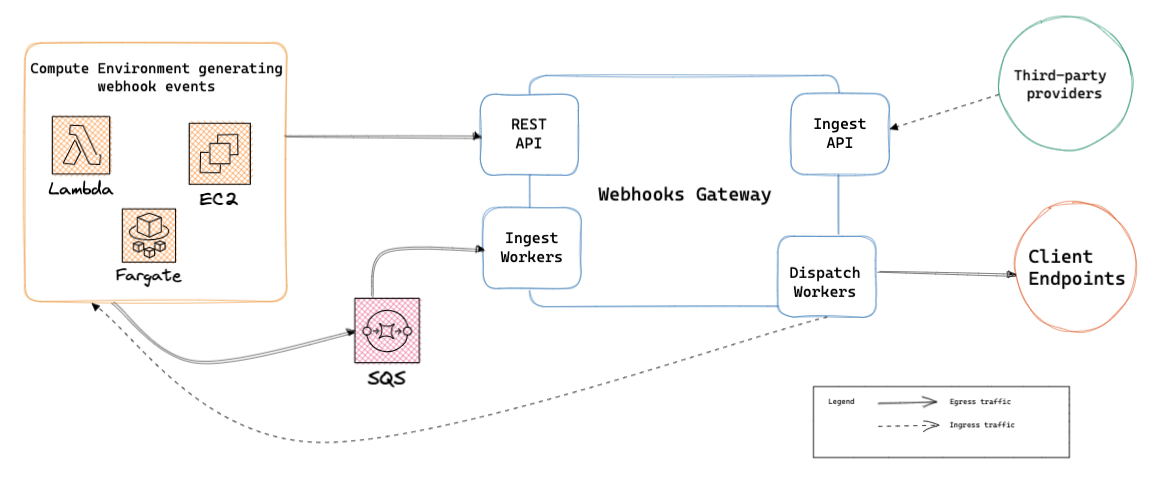 Compute Environment generating
webhook events
Lambda
EC2
Fargate
SQS
REST
API
Ingest
Workers
Webhooks Gateway
Ingest
API
Dispatch
Workers
Third-party
providers
Client
Endpoints
Legend
Egress traffic
Ingress traffic